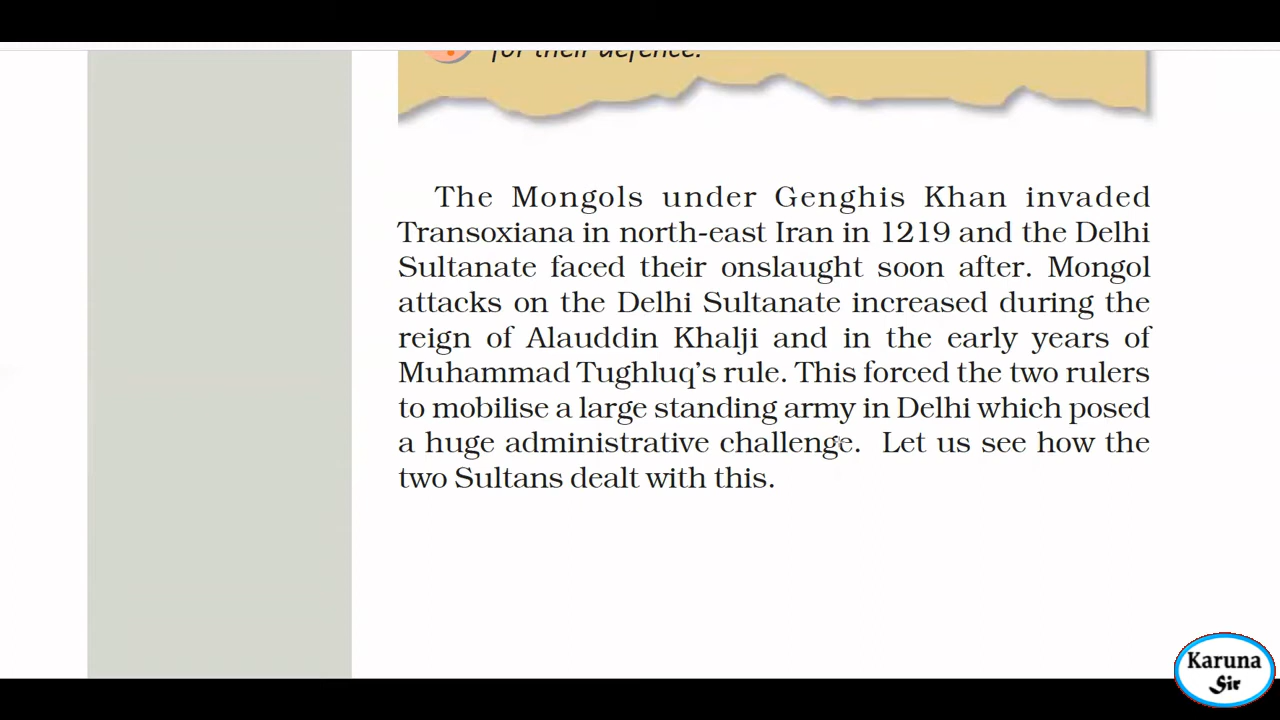 for their defence.
The Mongols under Genghis Khan invaded
Transoxiana in north-east Iran in 1219 and the Delhi
Sultanate faced their onslaught soon after. Mongol
attacks on the Delhi Sultanate increased during the
reign of Alauddin Khalji and in the early years of
Muhammad Tughluq's rule. This forced the two rulers
to mobilise a large standing army in Delhi which posed
a huge administrative challenge. Let us see how the
two Sultans dealt with this.
Karuna
Sir